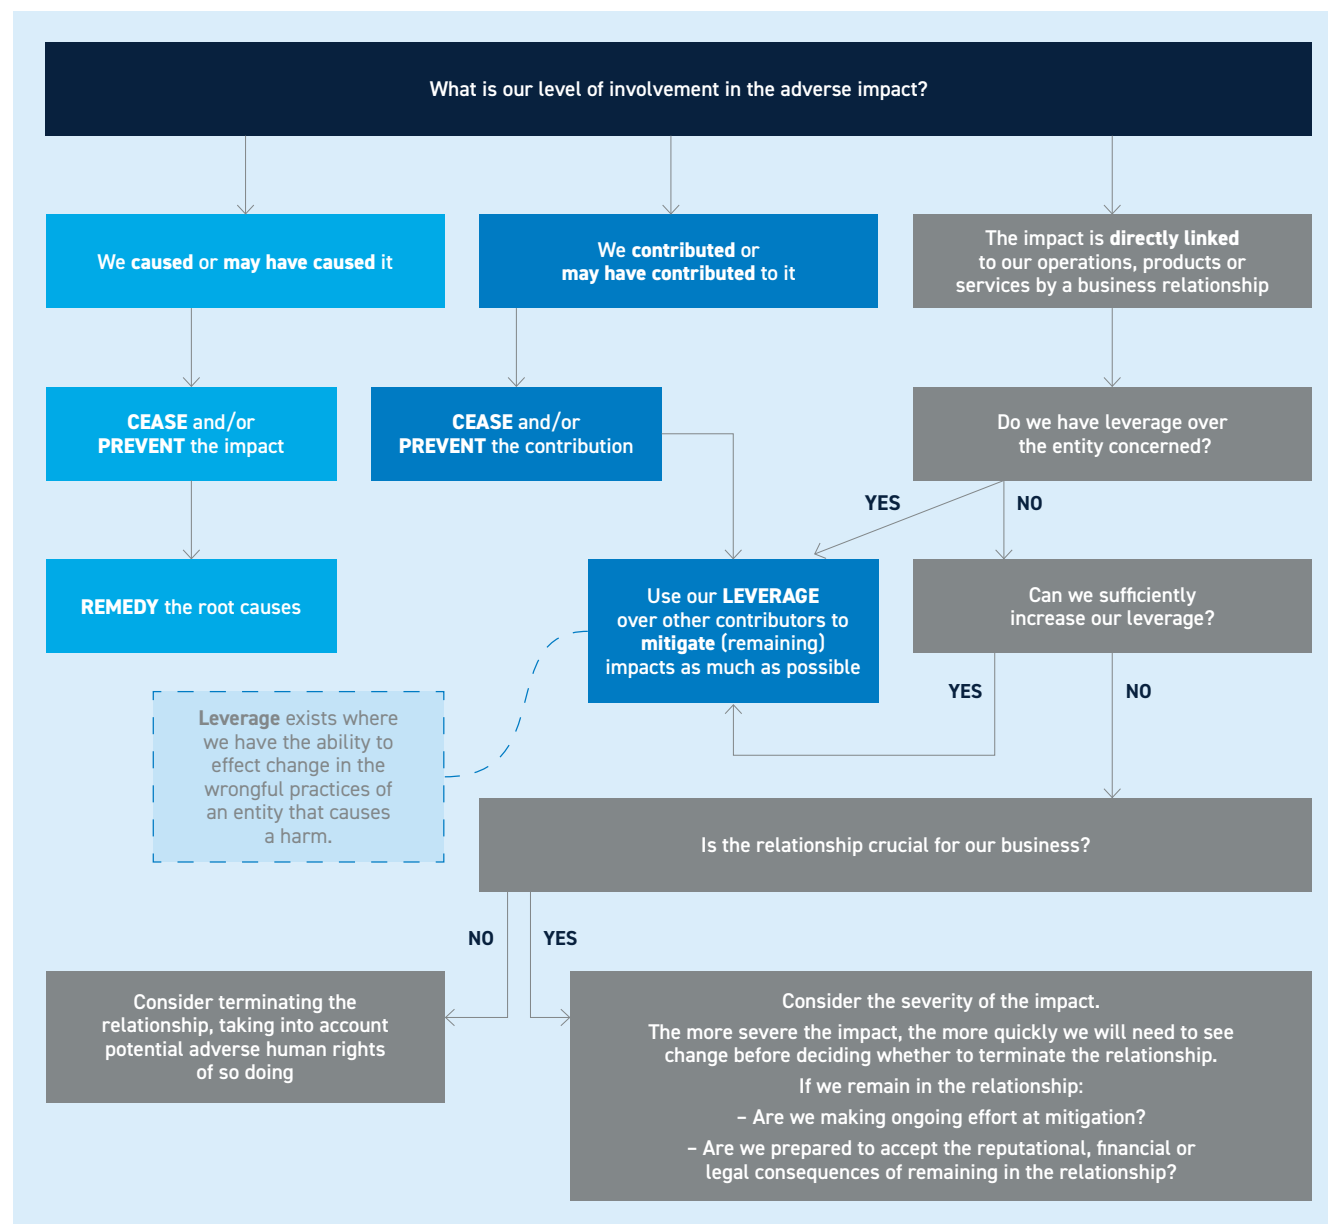 What is our level of involvement in the adverse impact?
We caused or may have caused it
We contributed or
may have contributed to it
The impact is directly linked
to our operations, products or
services by a business relationship
CEASE and/or
PREVENT the impact
CEASE and/or
PREVENT the contribution
Do we have leverage over
the entity concerned?
YES
NO
REMEDY the root causes
Use our LEVERAGE
over other contributors to
mitigate (remaining)
impacts as much as possible
Can we sufficiently
increase our leverage?
YES
NO
Leverage exists where
we have the ability to
effect change in the
wrongful practices of
an entity that causes
a harm.
Is the relationship crucial for our business?
NO
YES
Consider terminating the
relationship, taking into account
potential adverse human rights
of so doing
Consider the severity of the impact.
The more severe the impact, the more quickly we will need to see
change before deciding whether to terminate the relationship.
If we remain in the relationship:
– Are we making ongoing effort at mitigation?
– Are we prepared to accept the reputational, financial or
legal consequences of remaining in the relationship?